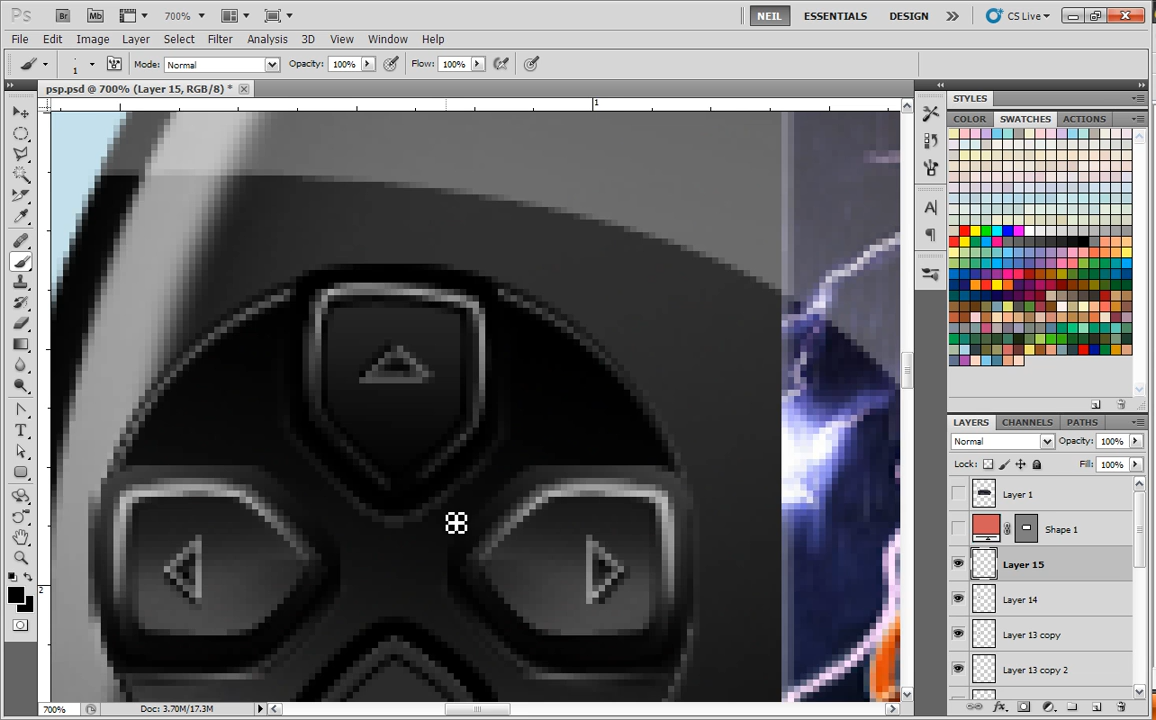 Ps Br Mb 700% NEIL ESSENTIALS DESIGN CS Live
File Edit Image Layer Select Filter Analysis 3D View Window Help
1 Mode: Normal Opacity: 100% Flow: 100%
psp.psd @ 700% (Layer 15, RGB/8) *
1
2
STYLES
COLOR SWATCHES ACTIONS
LAYERS CHANNELS PATHS
Normal Opacity: 100%
Lock: Fill: 100%
Layer 1
Shape 1
Layer 15
Layer 14
Layer 13 copy
Layer 13 copy 2
700% Doc: 3.70M/17.3M